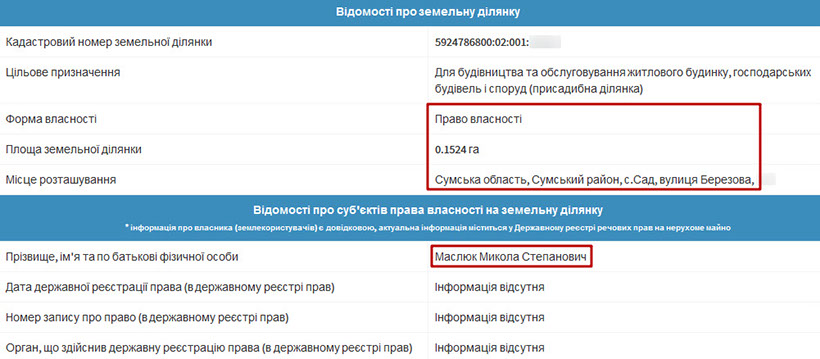 Відомості про земельну ділянку
Кадастровий номер земельної ділянки 5924786800:02:001:
Цільове призначення Для будівництва та обслуговування житлового будинку, господарських
будівель і споруд (присадибна ділянка)
Форма власності Право власності
Площа земельної ділянки 0.1524 га
Місце розташування Сумська область, Сумський район, с.Сад, вулиця Березова,
Відомості про суб'єктів права власності на земельну ділянку
* інформація про власника (землекористувачів) є довідковою, актуальна інформація міститься у Державному реєстрі речових прав на нерухоме майно
Прізвище, ім'я та по батькові фізичної особи Маслюк Микола Степанович
Дата державної реєстрації права (в державному реєстрі прав) Інформація відсутня
Номер запису про право (в державному реєстрі прав) Інформація відсутня
Орган, що здійснив державну реєстрацію права (в державному реєстрі прав) Інформація відсутня